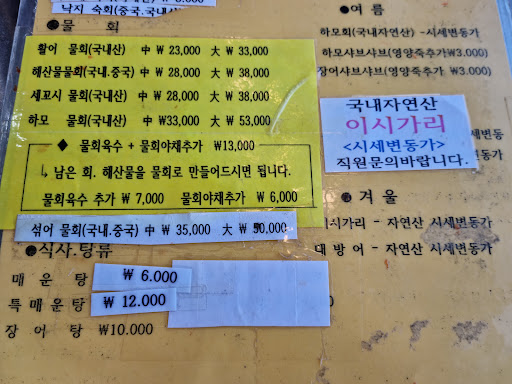 낙지 숙회(중국.국내산)
●물 회
활어 물회(국내산) 中 ₩ 23,000 大 ₩ 33,000
해산물물회(국내.중국) 中 ₩ 28,000 大 ₩ 38,000
세꼬시 물회(국내산) 中 ₩ 28,000 大 ₩ 38,000
하모 물회(국내산) 中 ₩33,000 大 ₩ 53,000
◆ 물회육수 + 물회야채추가 ₩13,000
↳ 남은 회. 해산물을 물회로 만들어드시면 됩니다.
물회육수 추가 ₩ 7,000 물회야채추가 ₩ 6,000
섞어 물회(국내.중국) 中 ₩ 35,000 大 ₩ 50,000
●식사.탕류
매 운 탕 ₩ 6.000
특 매 운 탕 ₩ 12.000
장 어 탕 ₩10.000
●여 름
하모회(국내자연산) -시세변동가
하모샤브샤브(영양죽추가₩3.000)
장어샤브샤브(영양죽추가₩3.000)
국내자연산
이시가리
<시세변동가>
직원문의바랍니다.
세변동
변동
●겨 울
이시가리 - 자연산 시세변동가
대 방 어 - 자연산 시세변동가